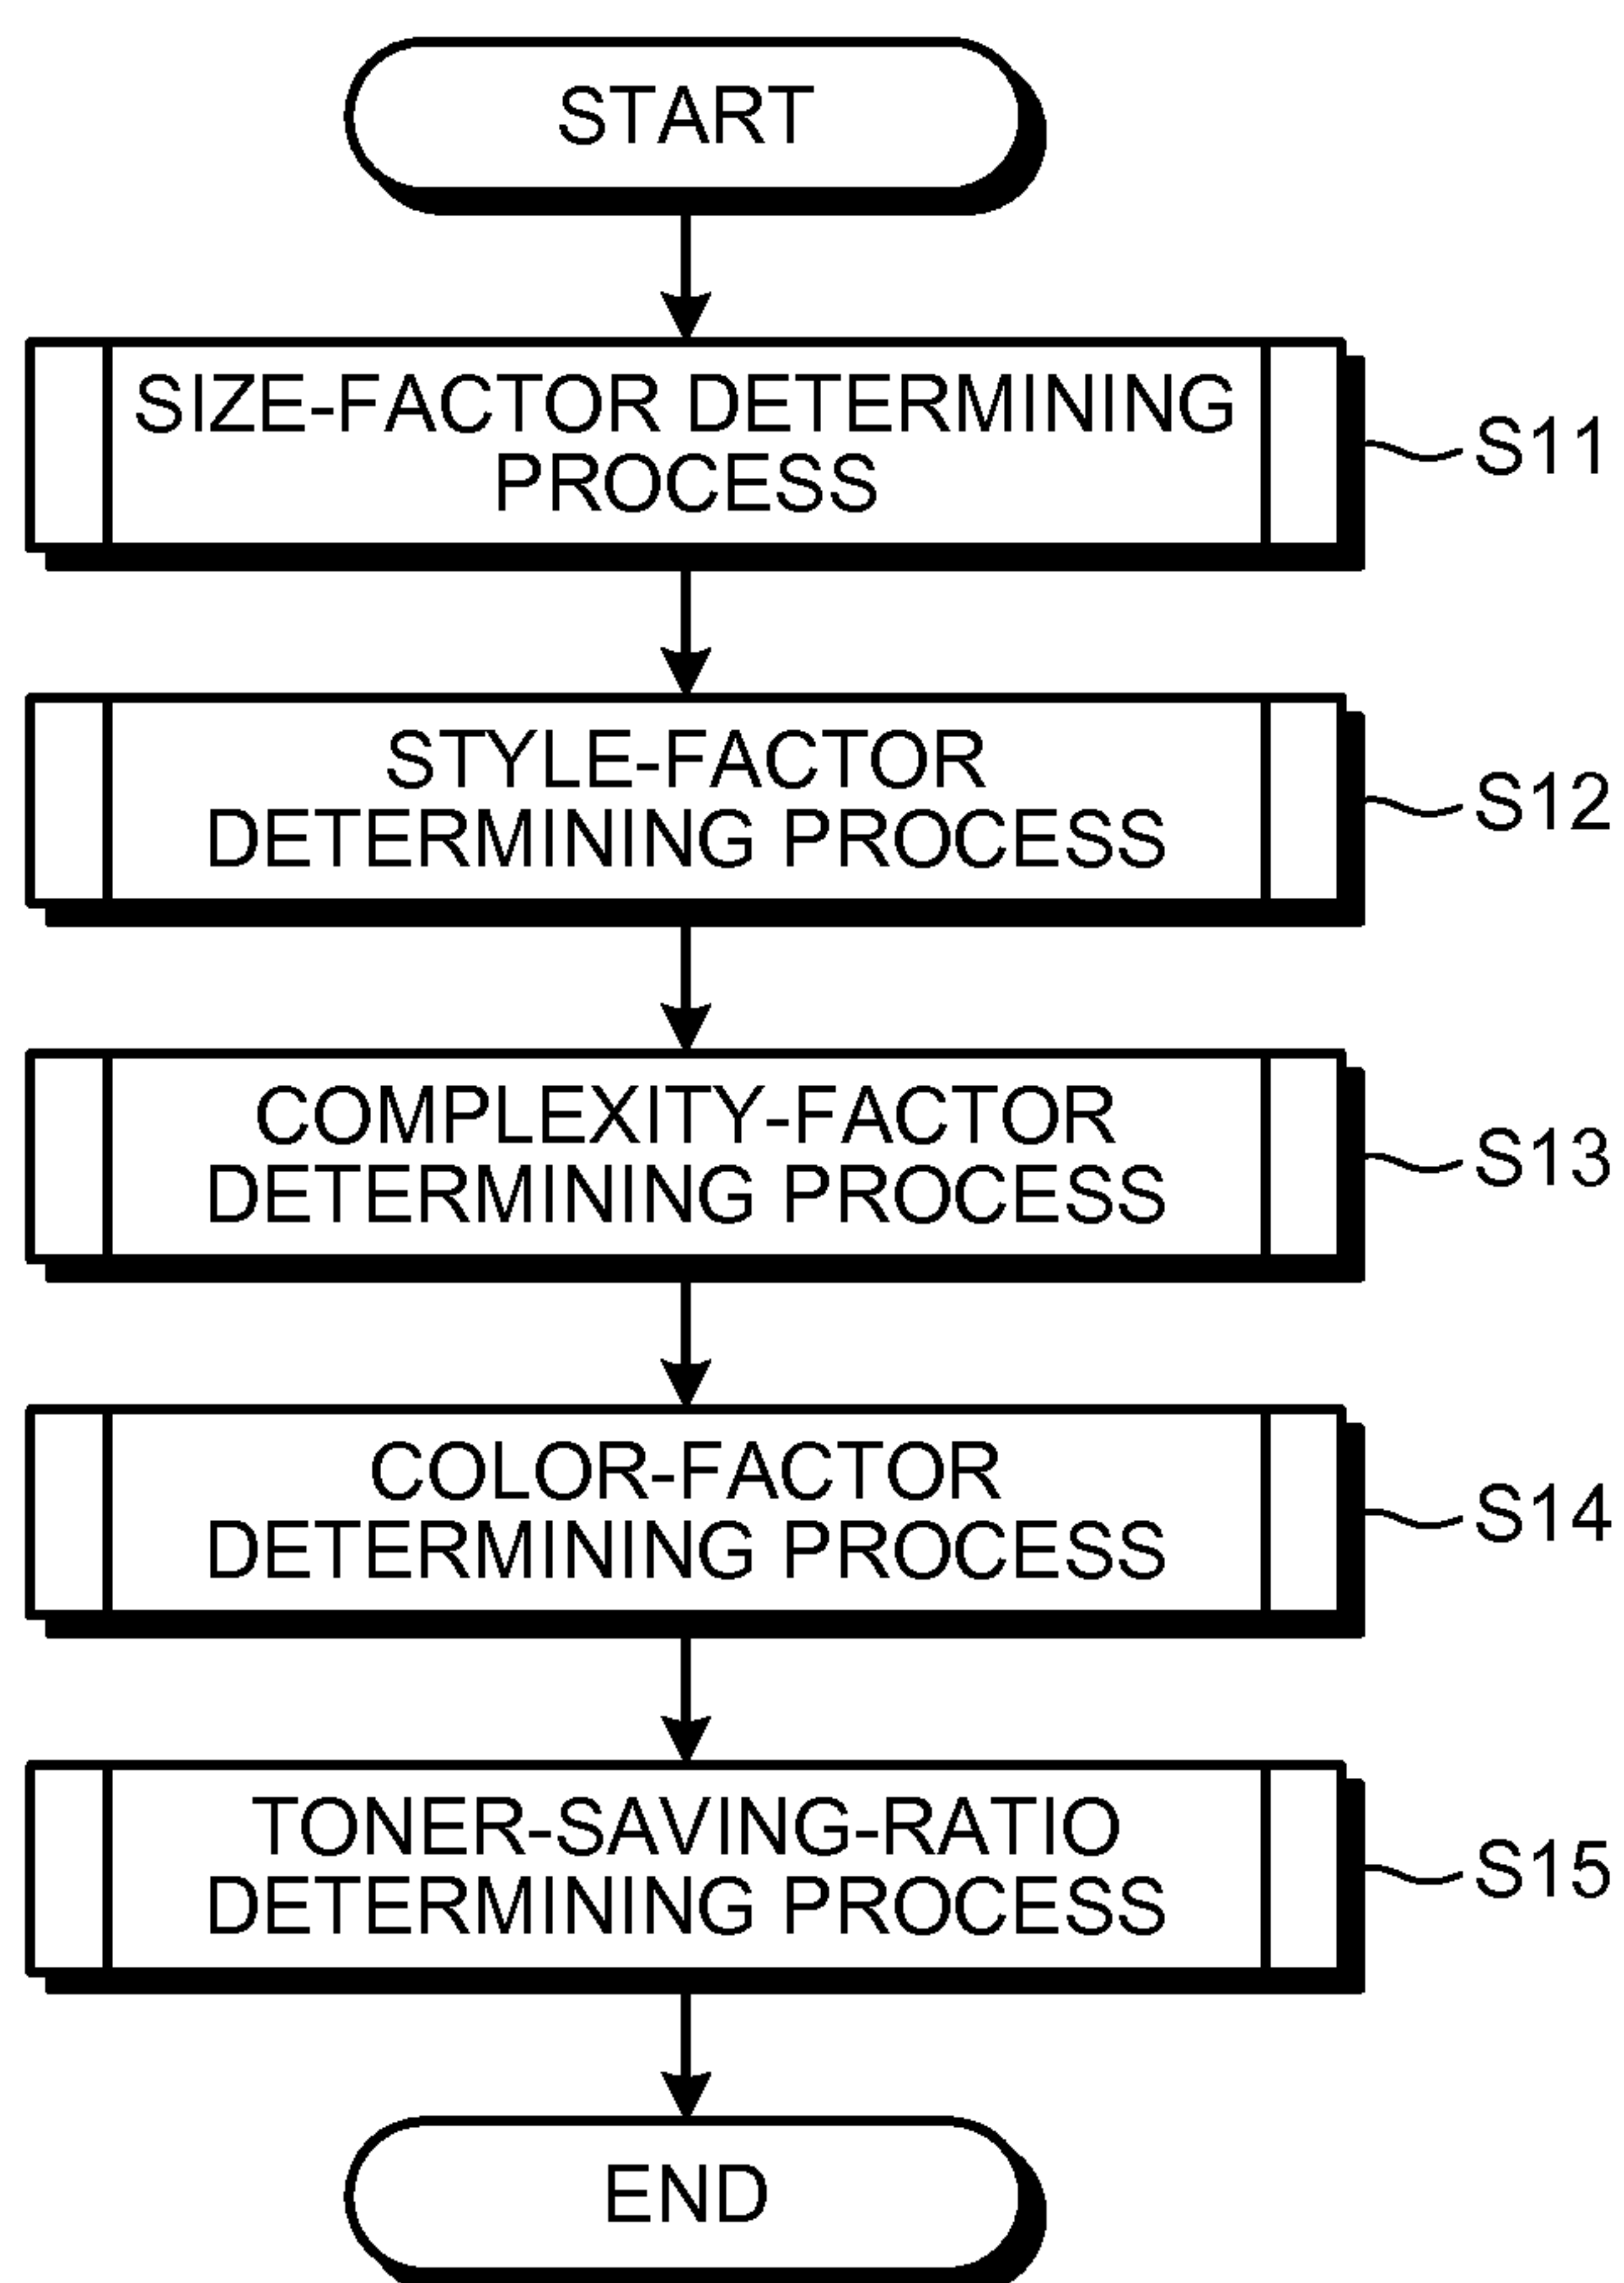 START
SIZE-FACTOR DETERMINING
PROCESS
S11
STYLE-FACTOR
DETERMINING PROCESS
S12
COMPLEXITY-FACTOR
DETERMINING PROCESS
S13
COLOR-FACTOR
DETERMINING PROCESS
S14
TONER-SAVING-RATIO
DETERMINING PROCESS
S15
END